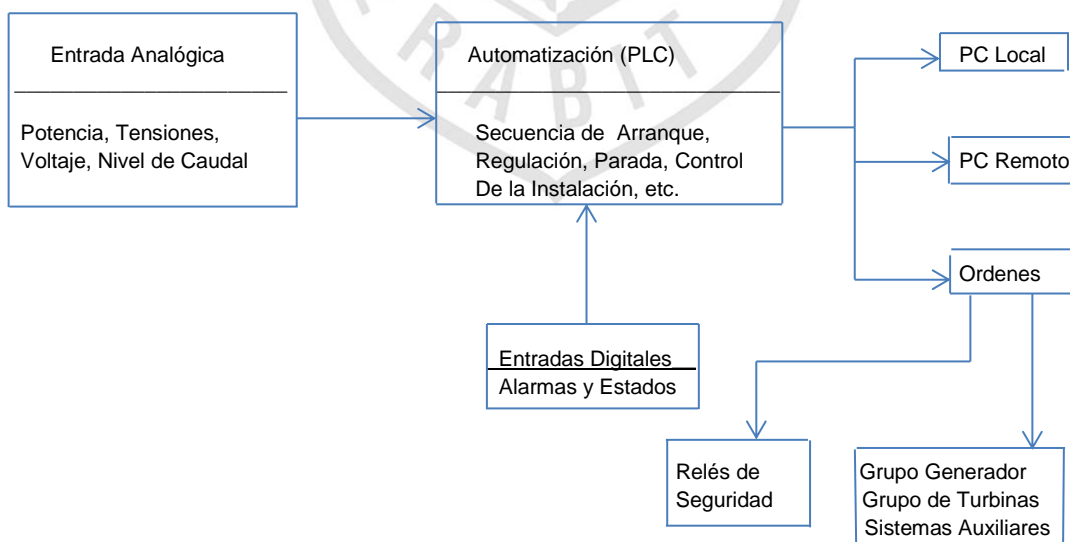 Entrada Analógica
Potencia, Tensiones,
Voltaje, Nivel de Caudal
Automatización (PLC)
Secuencia de Arranque,
Regulación, Parada, Control
De la Instalación, etc.
PC Local
PC Remoto
Ordenes
Entradas Digitales
Alarmas y Estados
Relés de
Seguridad
Grupo Generador
Grupo de Turbinas
Sistemas Auxiliares
RABIT